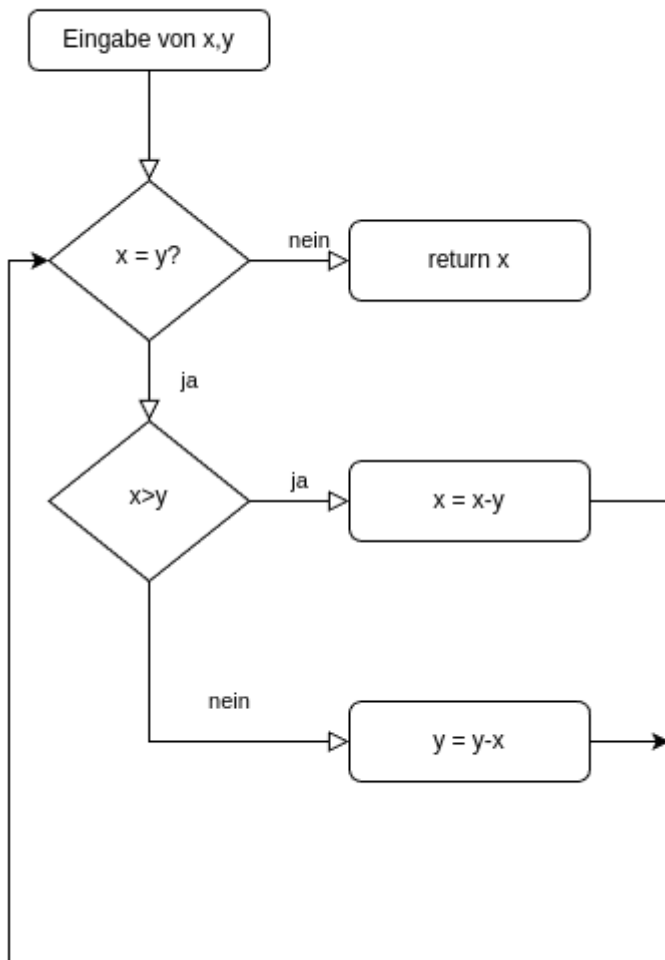 Eingabe von x,y
x = y?
nein
return x
ja
x>y
ja
x = x-y
nein
y = y-x